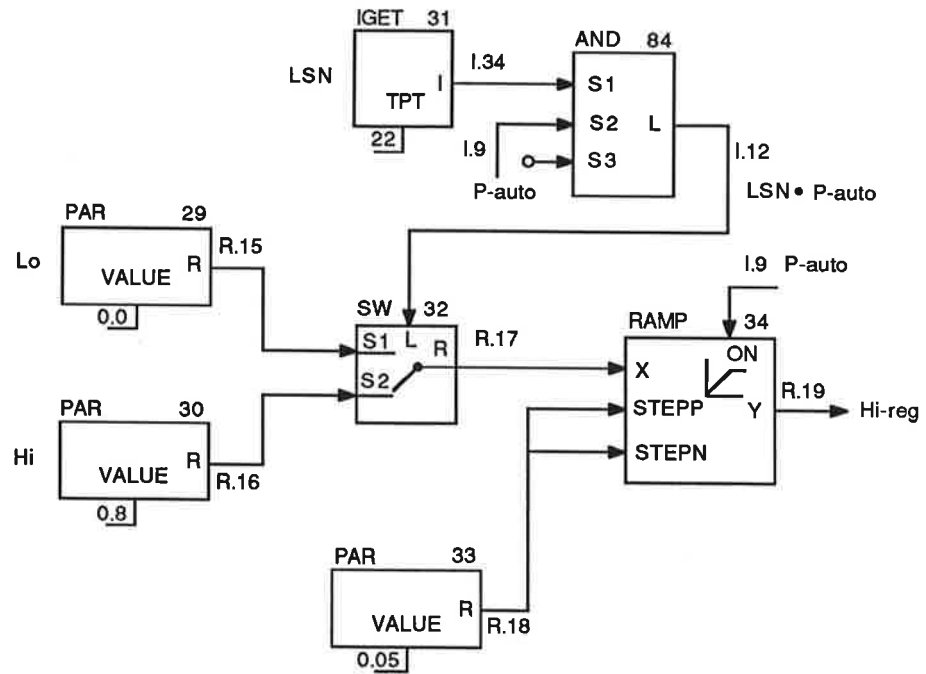 IGET 31
LSN
I
TPT
22
I.34
AND 84
S1
S2 L
S3
I.9
P-auto
I.12
LSN • P-auto
PAR 29
Lo
VALUE R
0.0
R.15
I.9 P-auto
SW 32
S1 L R
S2
R.17
RAMP 34
ON
X
STEPP Y
STEPN
R.19
Hi-reg
PAR 30
Hi
VALUE R
0.8
R.16
PAR 33
VALUE R
0.05
R.18